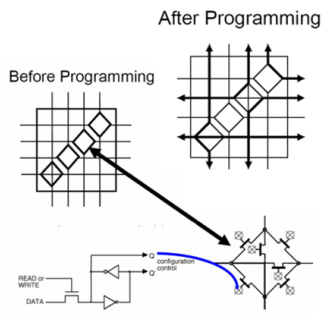 After Programming
Before Programming
Q
configuration
control
Q'
READ or
WRITE
DATA